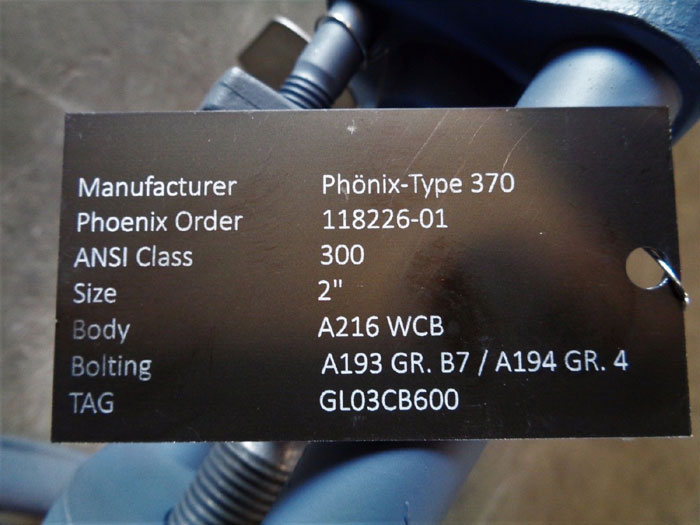 Manufacturer Phönix-Type 370
Phoenix Order 118226-01
ANSI Class 300
Size 2"
Body A216 WCB
Bolting A193 GR. B7 / A194 GR. 4
TAG GL03CB600